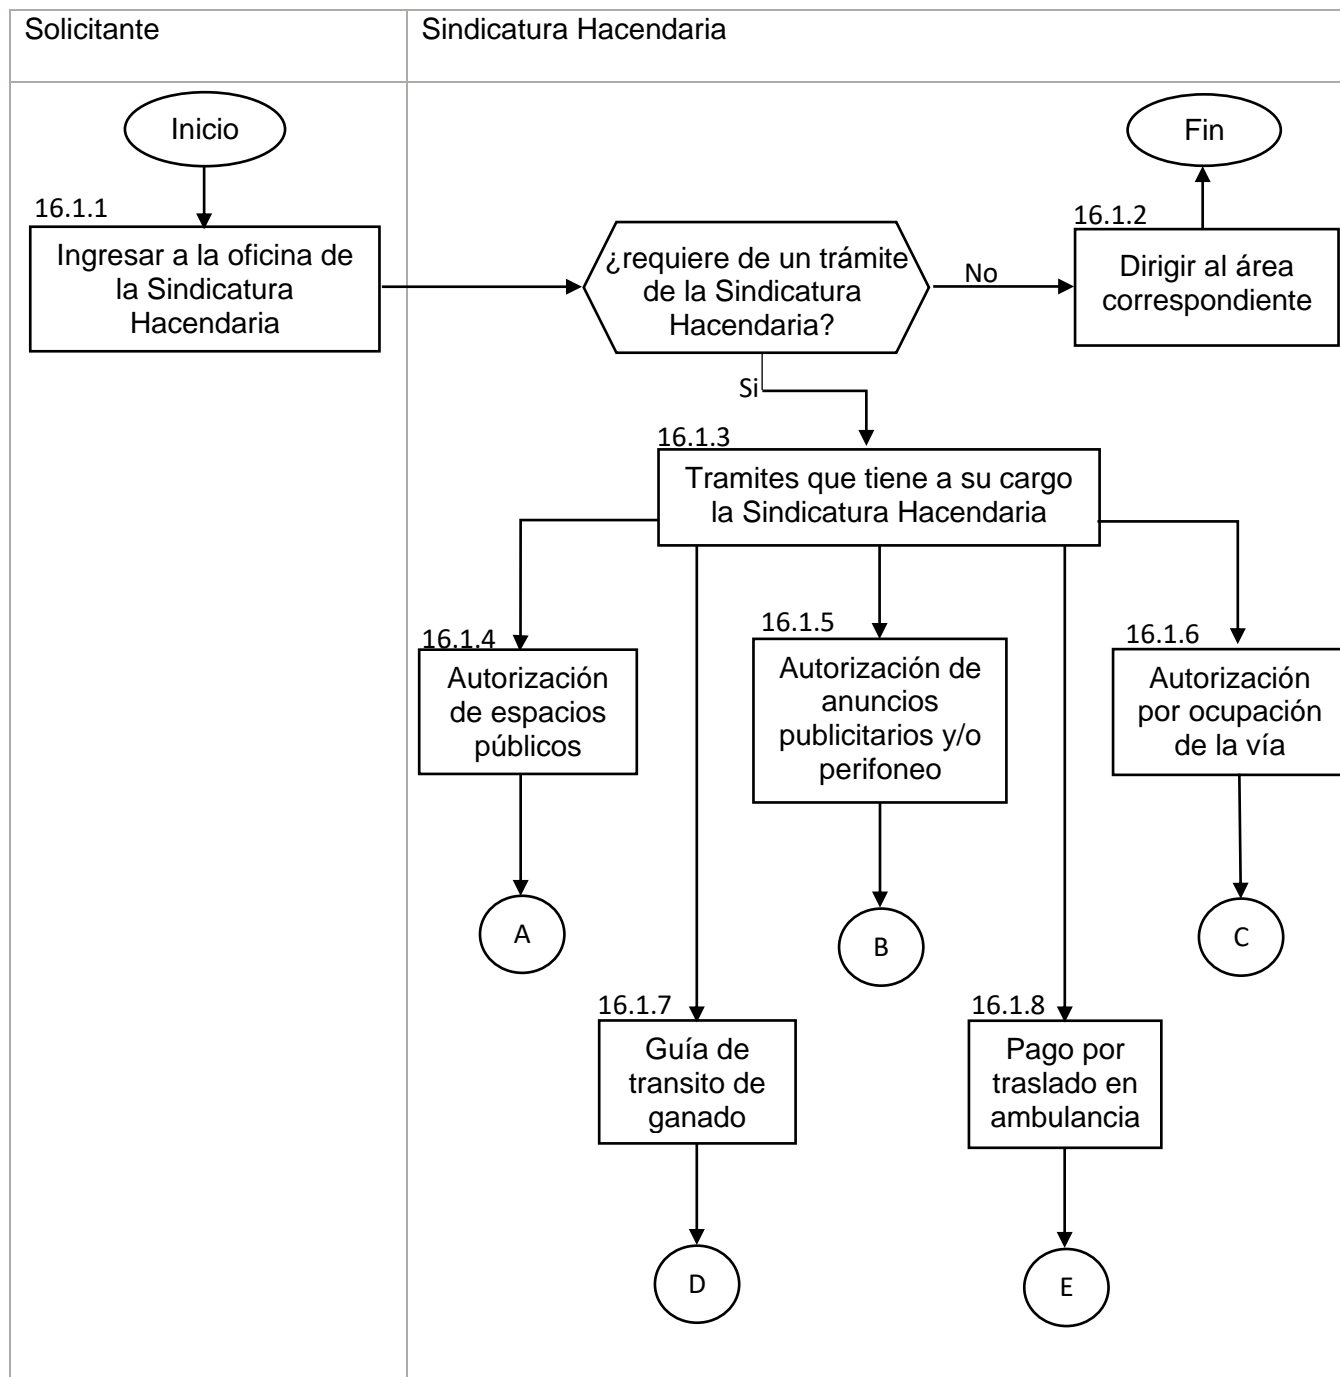 Solicitante
Sindicatura Hacendaria
Inicio
Fin
16.1.1
Ingresar a la oficina de
la Sindicatura
Hacendaria
¿requiere de un trámite
de la Sindicatura
Hacendaria?
No
16.1.2
Dirigir al área
correspondiente
Si
16.1.3
Tramites que tiene a su cargo
la Sindicatura Hacendaria
16.1.4
Autorización
de espacios
públicos
16.1.5
Autorización de
anuncios
publicitarios y/o
perifoneo
16.1.6
Autorización
por ocupación
de la vía
A
B
C
16.1.7
Guía de
transito de
ganado
16.1.8
Pago por
traslado en
ambulancia
D
E